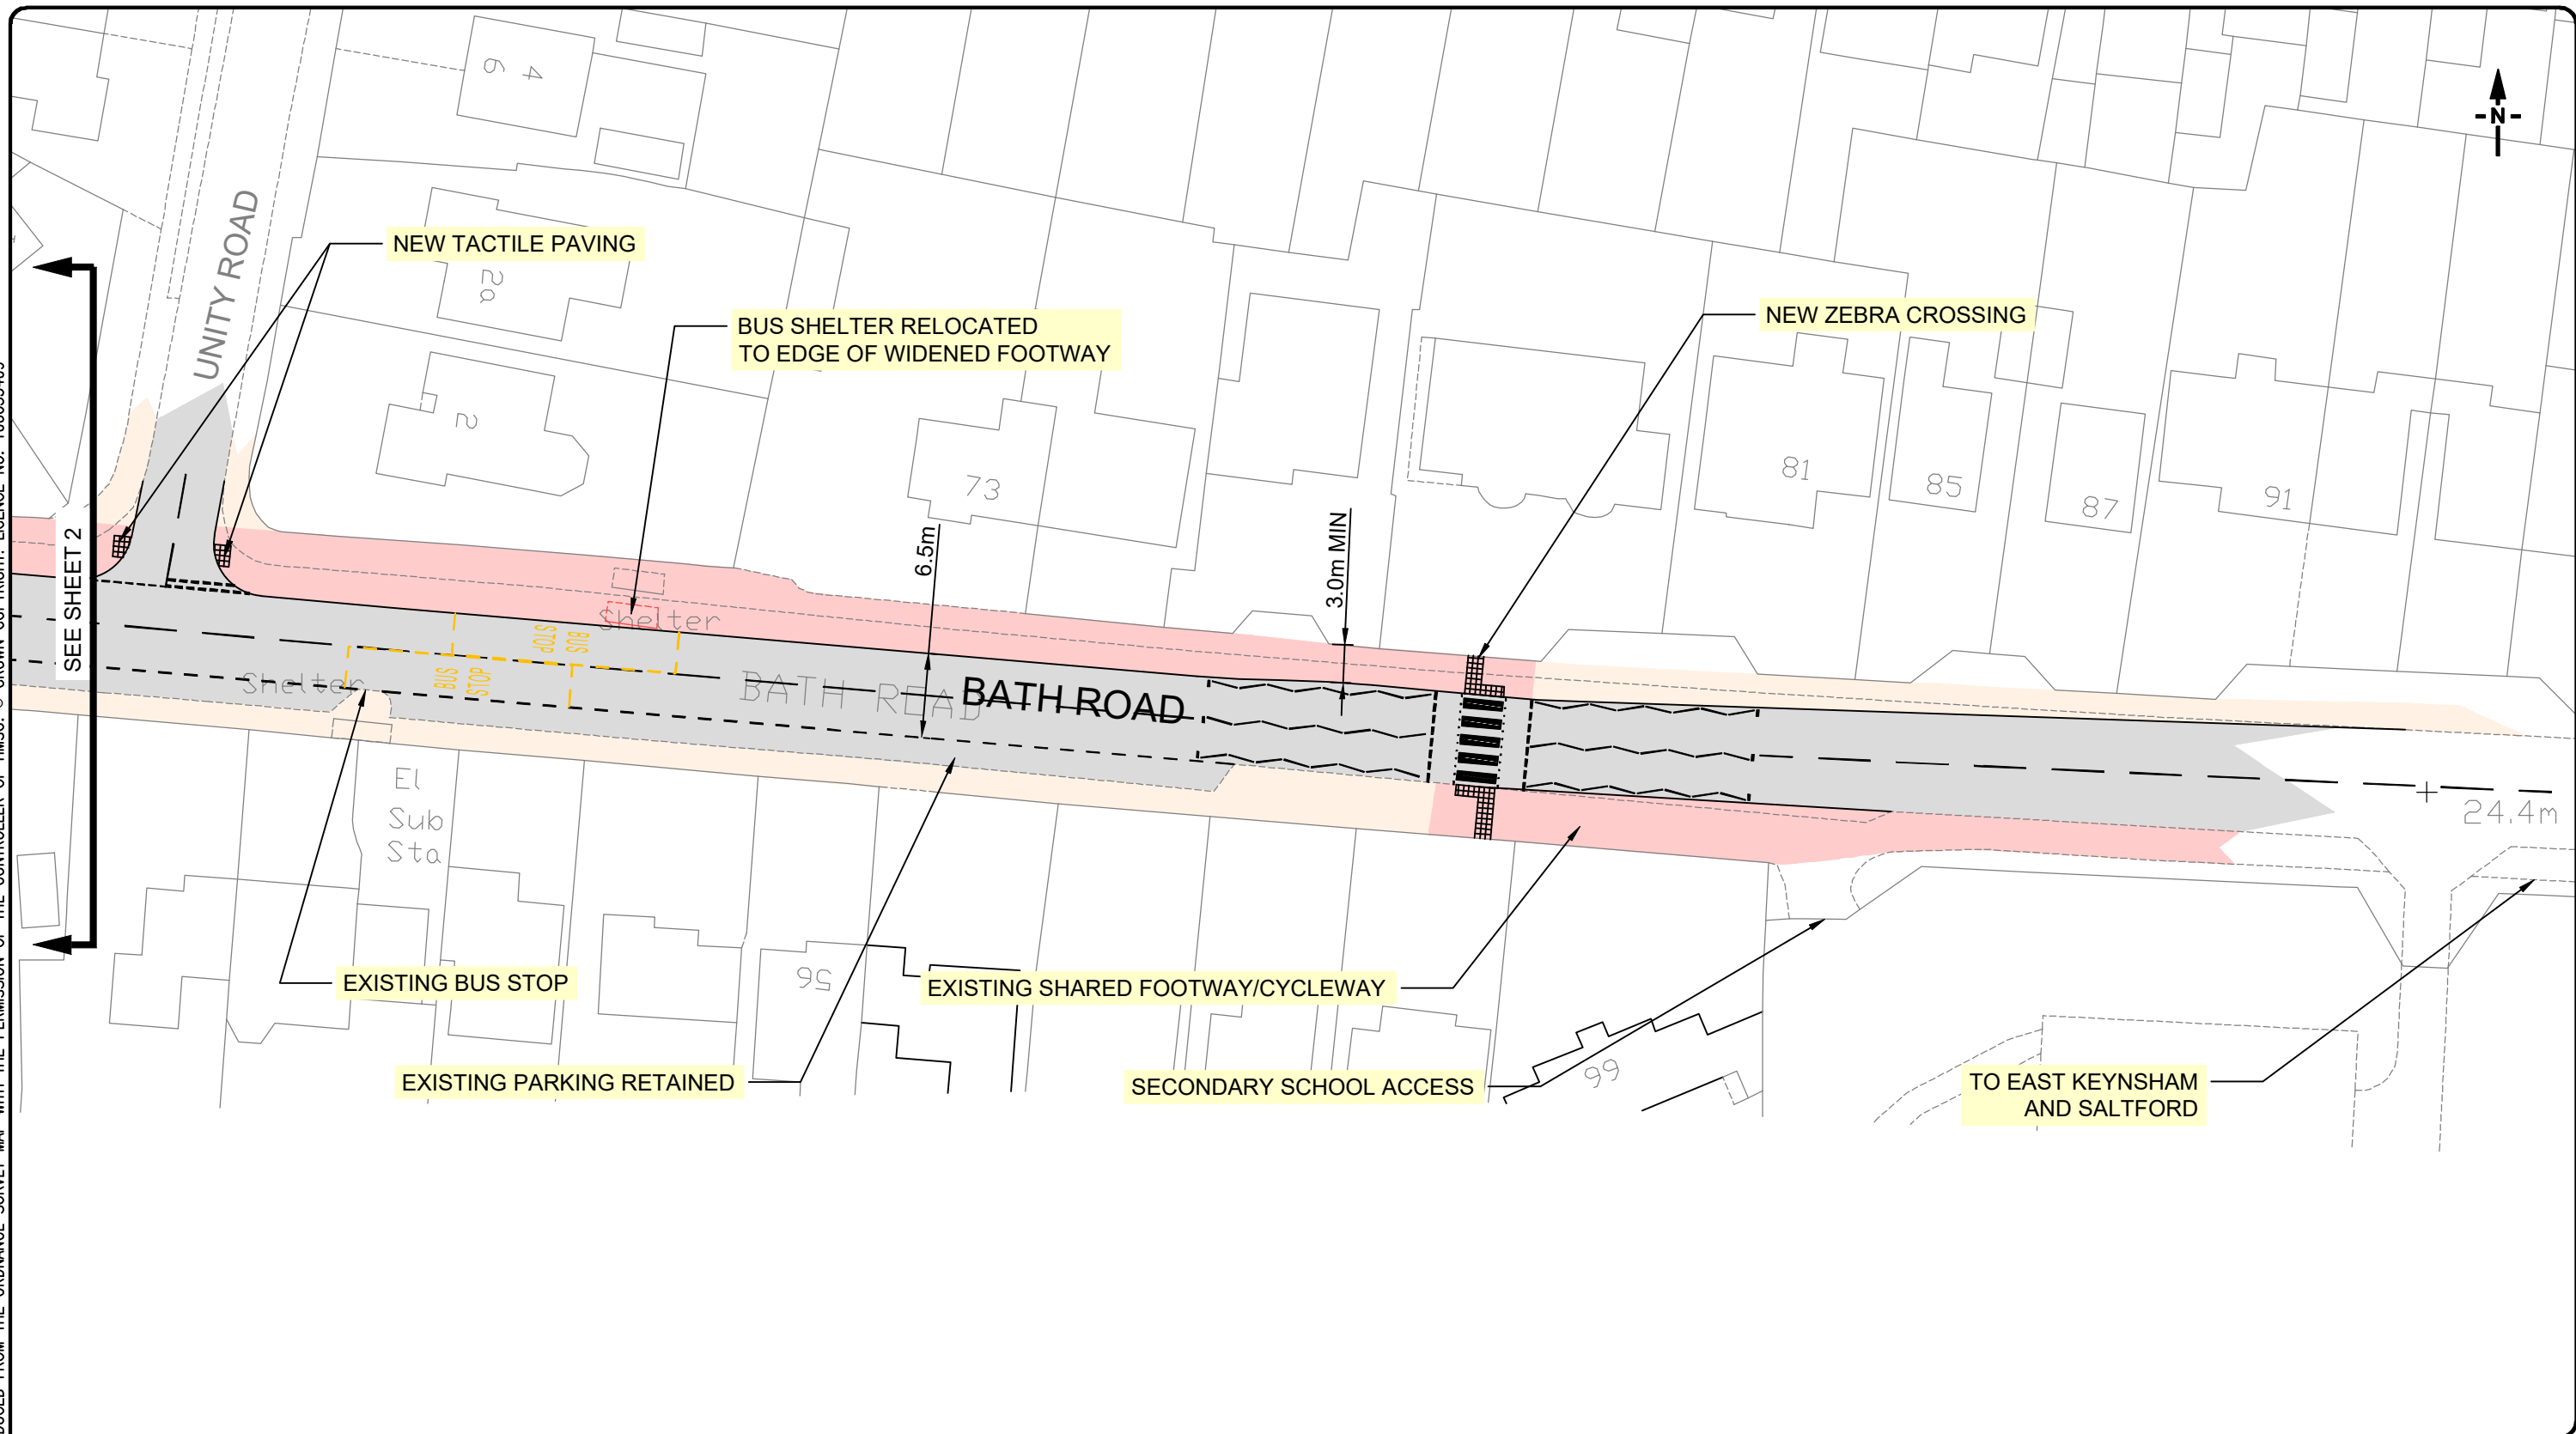 N
4
6
UNITY ROAD
NEW TACTILE PAVING
2a
BUS SHELTER RELOCATED
TO EDGE OF WIDENED FOOTWAY
NEW ZEBRA CROSSING
2
73
81
85
87
91
6.5m
3.0m MIN
SEE SHEET 2
Shelter
BUS
STOP
BUS
STOP
Shelter
BATH ROAD
BATH ROAD
24.4m
El
Sub
Sta
EXISTING BUS STOP
56
EXISTING SHARED FOOTWAY/CYCLEWAY
EXISTING PARKING RETAINED
SECONDARY SCHOOL ACCESS
99
TO EAST KEYNSHAM
AND SALTFORD